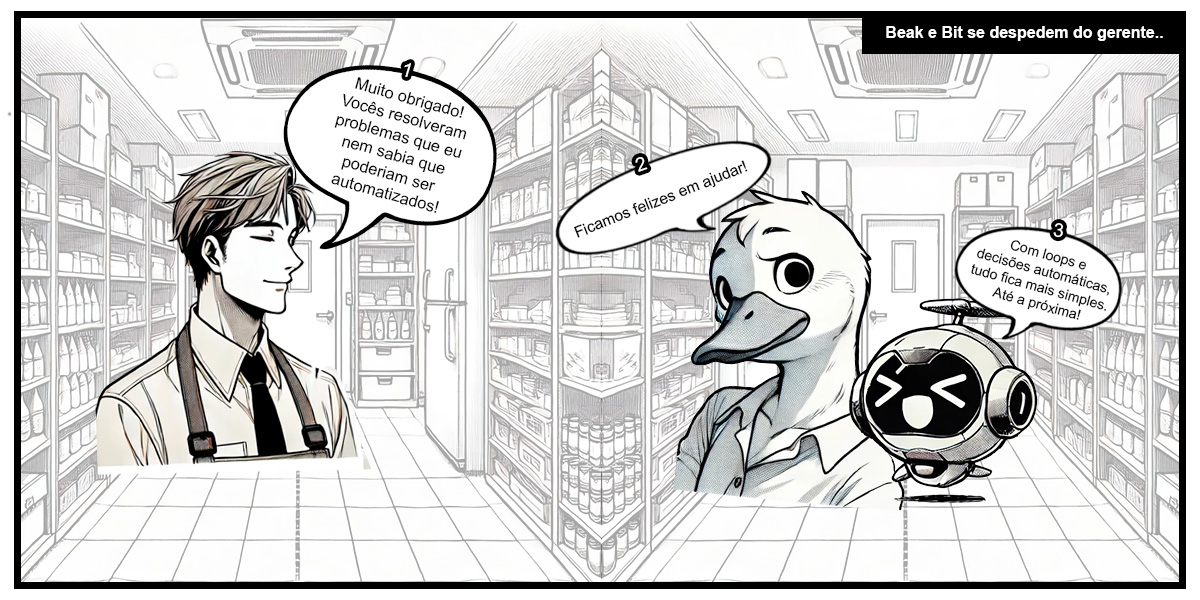 Beak e Bit se despedem do gerente..
1
Muito obrigado!
Vocês resolveram
problemas que eu
nem sabia que
poderiam ser
automatizados!
2
Ficamos felizes em ajudar!
3
Com loops e
decisões automáticas,
tudo fica mais simples.
Até a próxima!